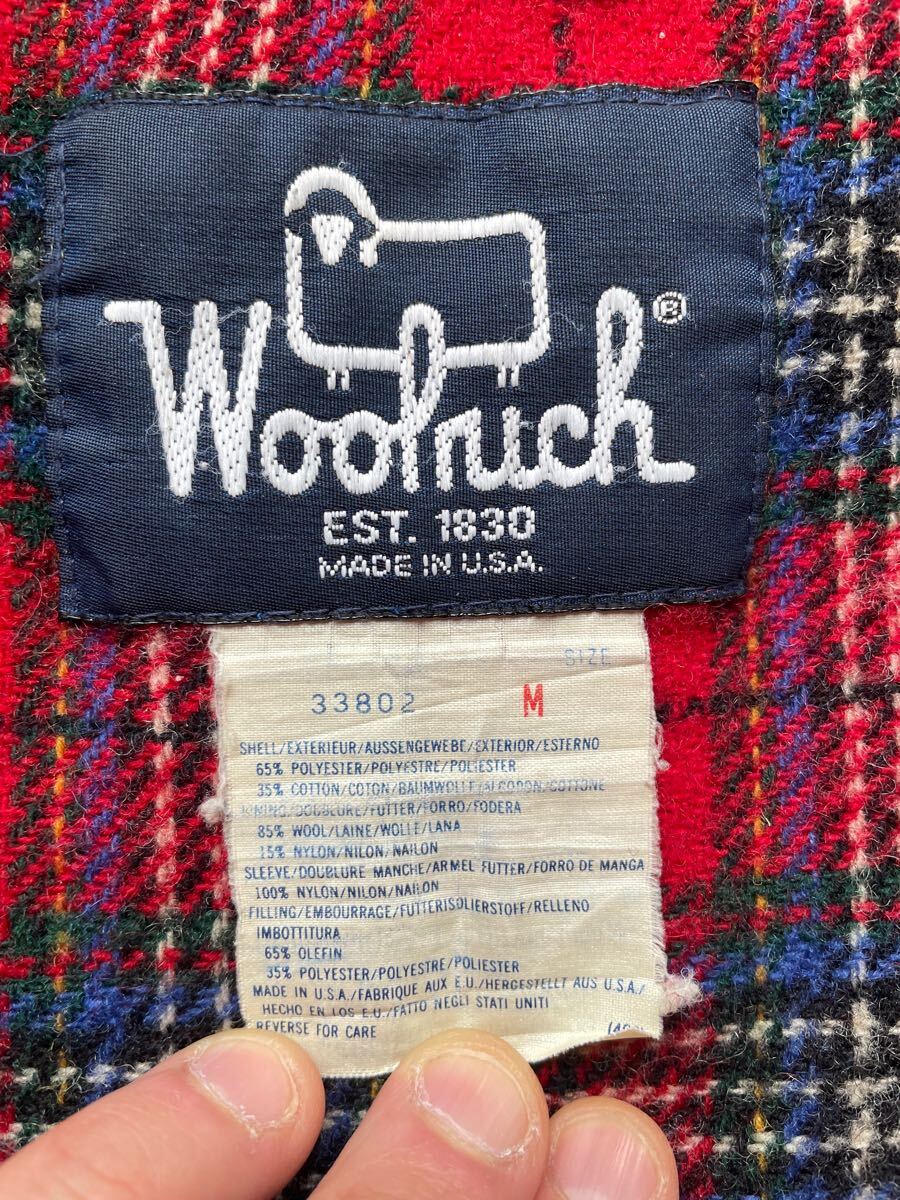 Woolrich®
EST. 1830
MADE IN U.S.A.
SIZE
33802 M
SHELL/EXTERIEUR/AUSSENGEWEBE/EXTERIOR/ESTERNO
65% POLYESTER/POLYESTRE/POLIESTER
35% COTTON/COTON/BAUMWOLLE/ALGODON/COTTONE
LINING/DOUBLURE/FUTTER/FORRO/FODERA
85% WOOL/LAINE/WOLLE/LANA
15% NYLON/NILON/NAILON
SLEEVE/DOUBLURE MANCHE/ARMEL FUTTER/FORRO DE MANGA
100% NYLON/NILON/NAILON
FILLING/EMBOURRAGE/FUTTERISOLIERSTOFF/RELLENO
IMBOTTITURA
65% OLEFIN
35% POLYESTER/POLYESTRE/POLIESTER
MADE IN U.S.A./FABRIQUE AUX E.U./HERGESTELLT AUS U.S.A./
HECHO EN LOS E.U./FATTO NEGLI STATI UNITI
REVERSE FOR CARE